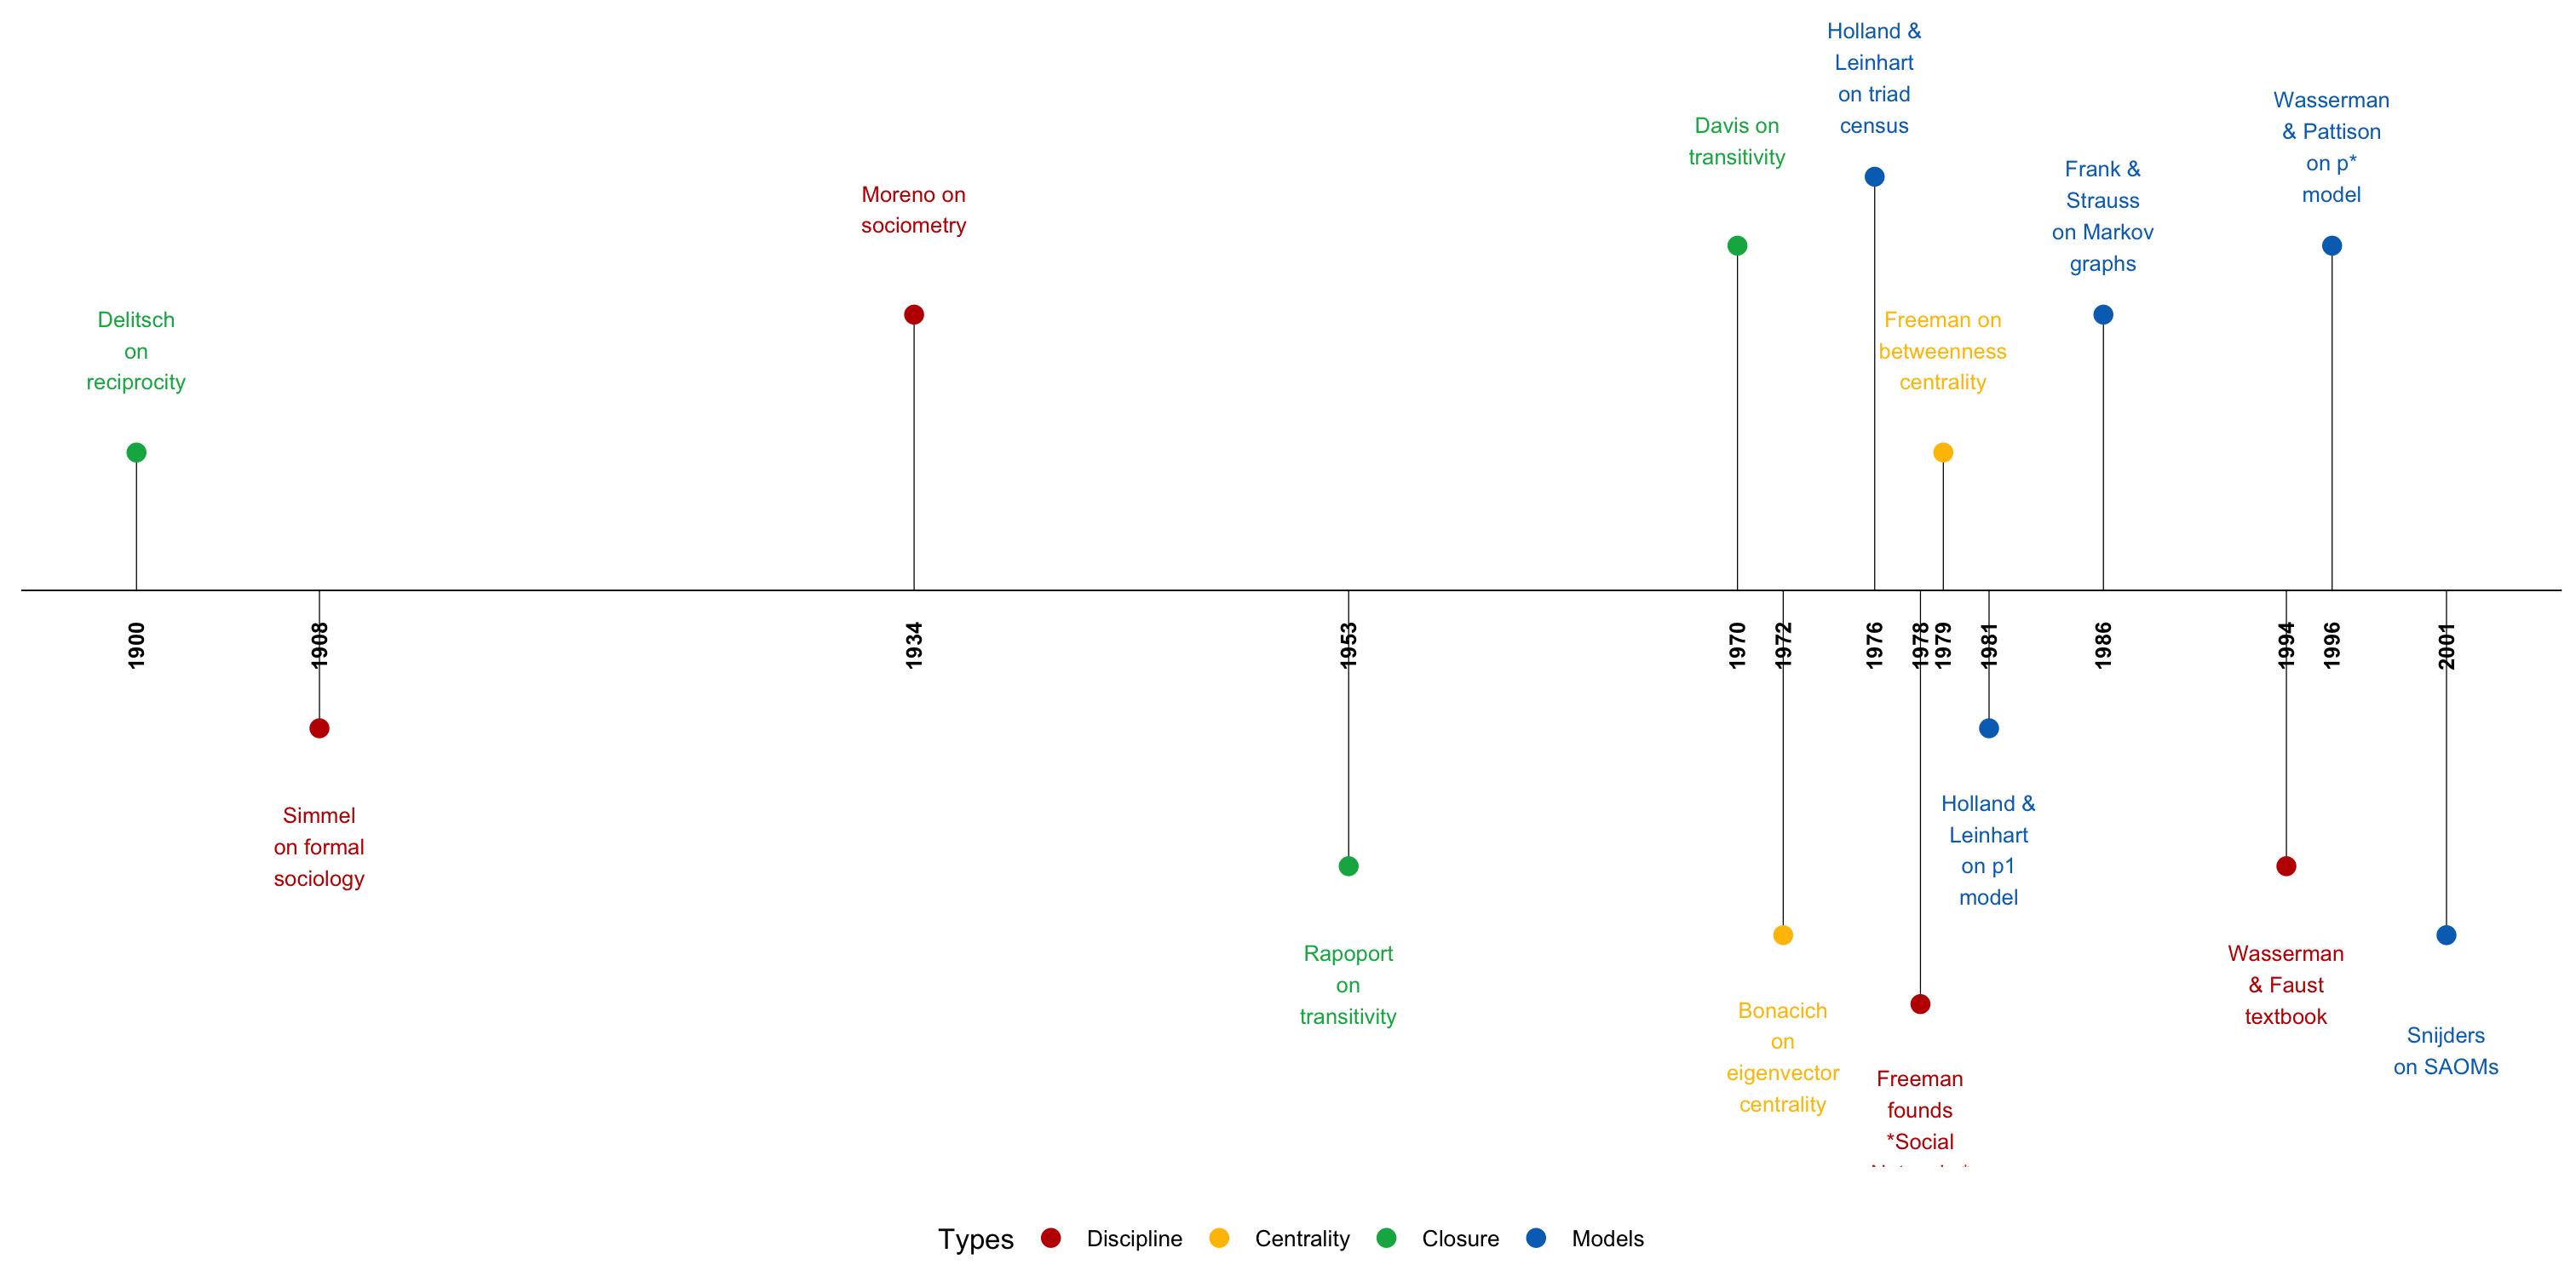 Holland &
Leinhart
on triad
census
Wasserman
& Pattison
on p*
model
Davis on
transitivity
Frank &
Strauss
on Markov
graphs
Moreno on
sociometry
Delitsch
on
reciprocity
Freeman on
betweenness
centrality
1900
1908
1934
1953
1970
1972
1976
1978
1979
1981
1986
1994
1996
2001
Simmel
on formal
sociology
Holland &
Leinhart
on p1
model
Rapoport
on
transitivity
Wasserman
& Faust
textbook
Bonacich
on
eigenvector
centrality
Snijders
on SAOMs
Freeman
founds
*Social
Types
Discipline
Centrality
Closure
Models